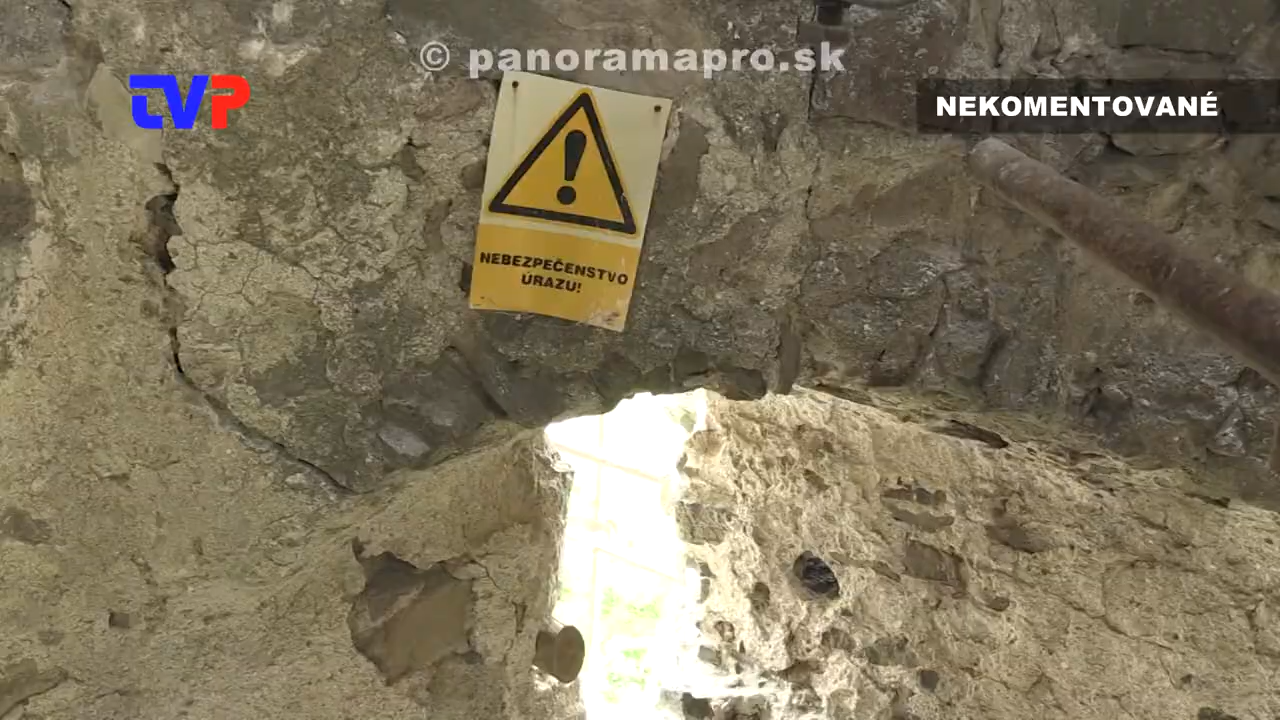 © panoramapro.sk
TVP
NEKOMENTOVANÉ
NEBEZPEČENSTVO
ÚRAZU!